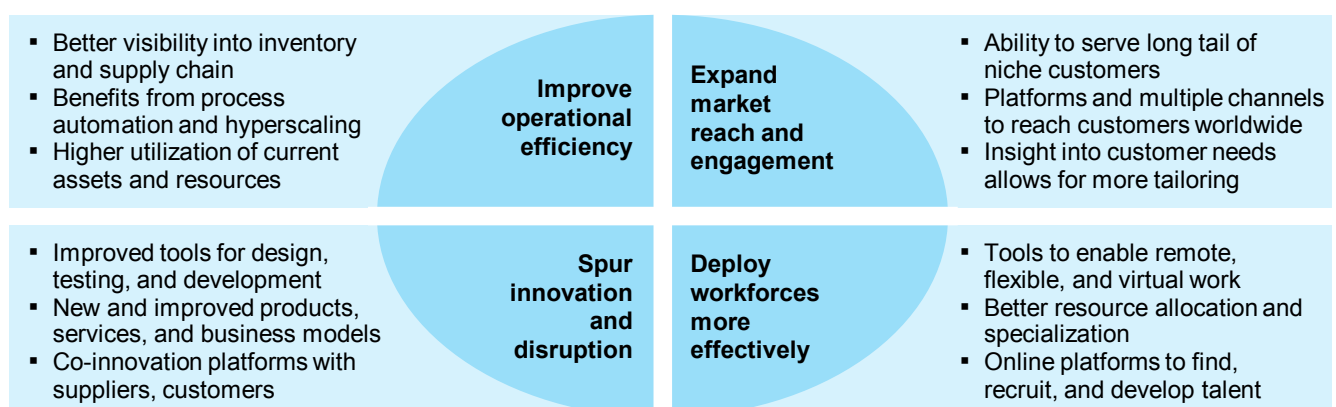 ▪ Better visibility into inventory
and supply chain
▪ Benefits from process
automation and hyperscaling
▪ Higher utilization of current
assets and resources
Improve
operational
efficiency
Expand
market
reach and
engagement
▪ Ability to serve long tail of
niche customers
▪ Platforms and multiple channels
to reach customers worldwide
▪ Insight into customer needs
allows for more tailoring
▪ Improved tools for design,
testing, and development
▪ New and improved products,
services, and business models
▪ Co-innovation platforms with
suppliers, customers
Spur
innovation
and
disruption
Deploy
workforces
more
effectively
▪ Tools to enable remote,
flexible, and virtual work
▪ Better resource allocation and
specialization
▪ Online platforms to find,
recruit, and develop talent